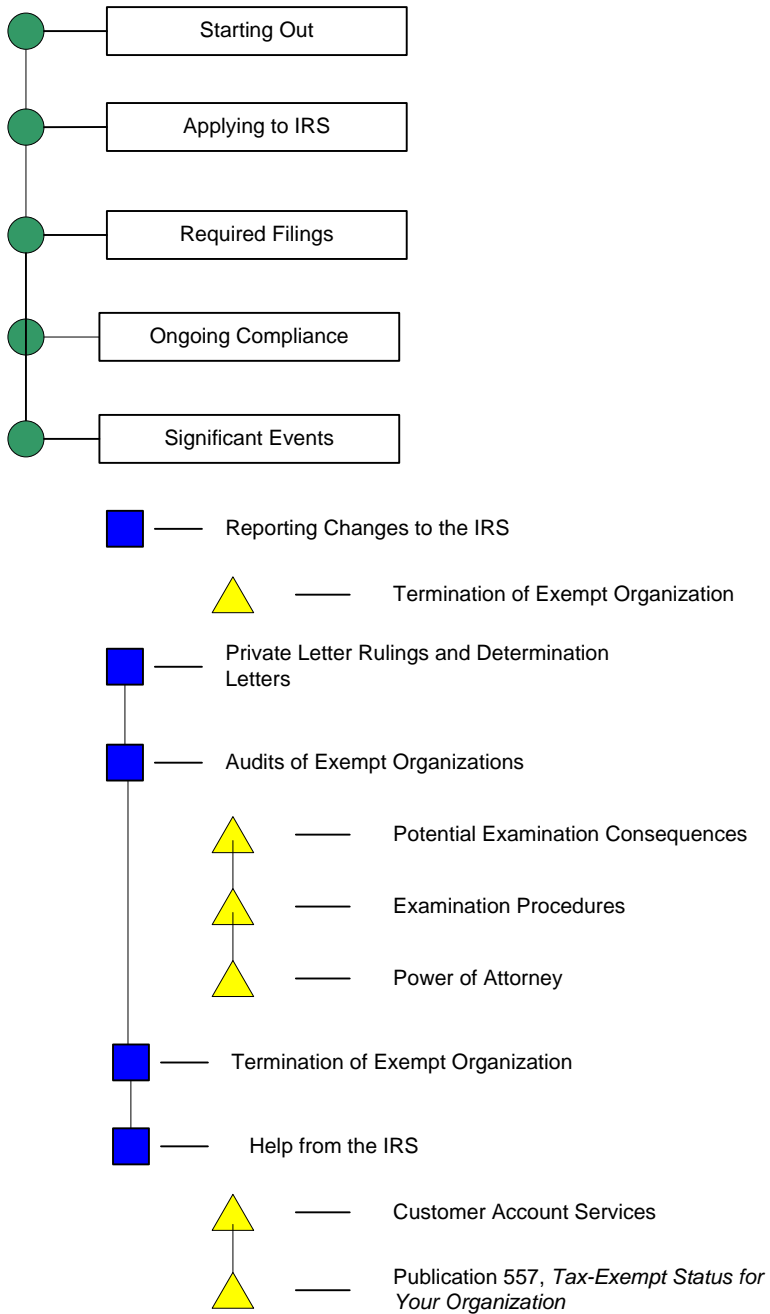 Starting Out
Applying to IRS
Required Filings
Ongoing Compliance
Significant Events
Reporting Changes to the IRS
Termination of Exempt Organization
Private Letter Rulings and Determination
Letters
Audits of Exempt Organizations
Potential Examination Consequences
Examination Procedures
Power of Attorney
Termination of Exempt Organization
Help from the IRS
Customer Account Services
Publication 557, Tax-Exempt Status for
Your Organization